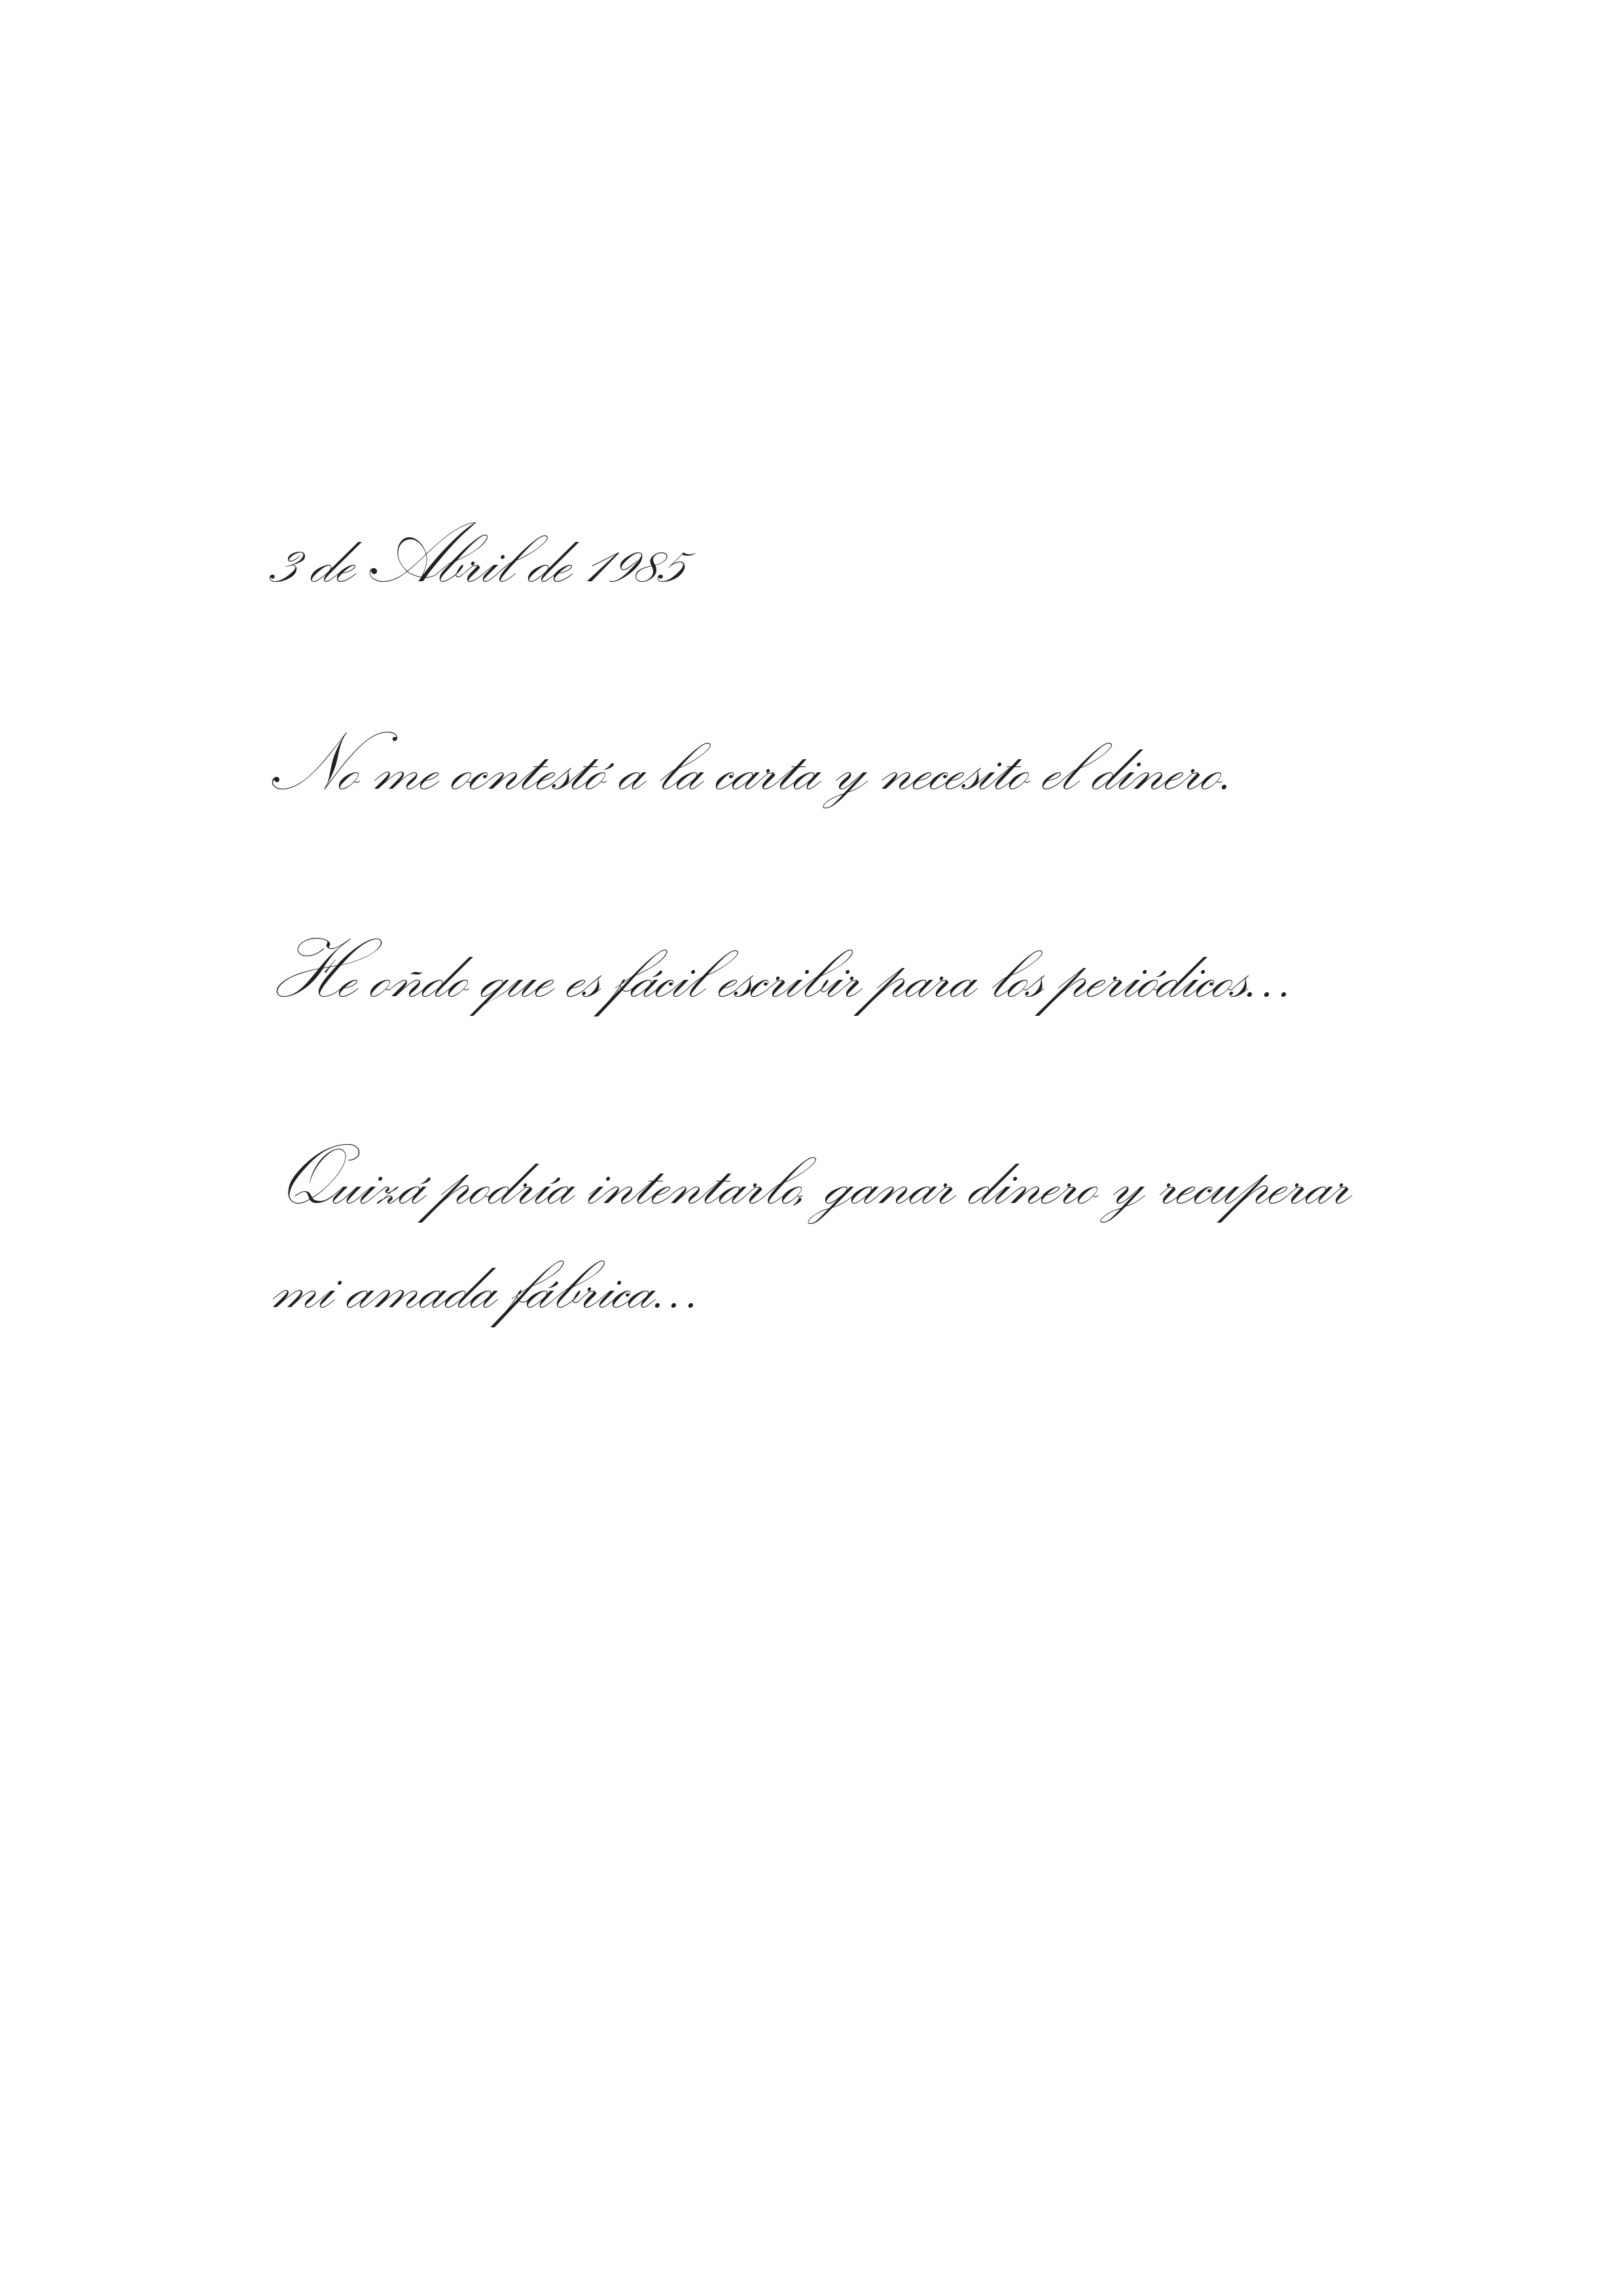 3 de Abril de 1985
No me ocntestó a la carta y necesito el dinero.
He oñdo que es fácil escribir para los periódicos...
Quizá podría intentarlo, ganar dinero y recuperar
mi amada fábrica...